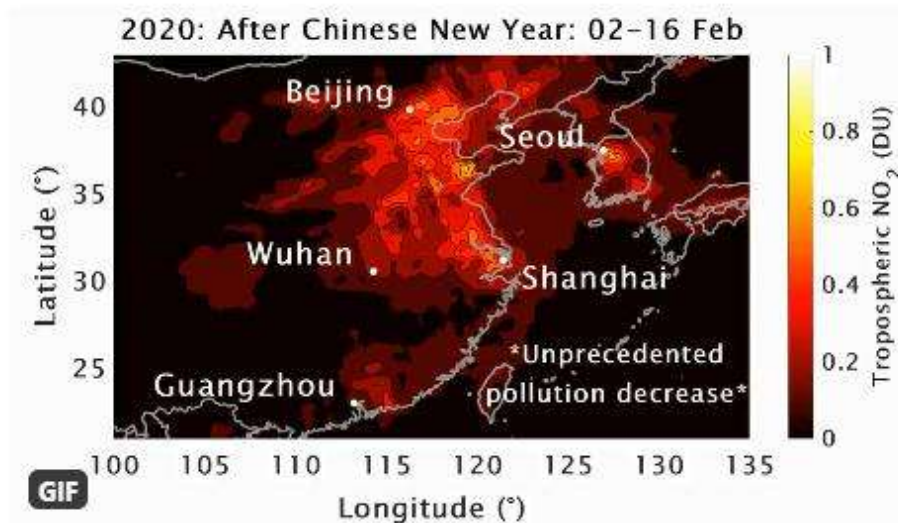 2020: After Chinese New Year: 02-16 Feb
Beijing
Seoul
Wuhan
Shanghai
Guangzhou
*Unprecedented
pollution decrease*
40
35
30
25
Latitude (°)
100 105 110 115 120 125 130 135
Longitude (°)
1
0.8
0.6
0.4
0.2
0
Tropospheric NO₂ (DU)
GIF